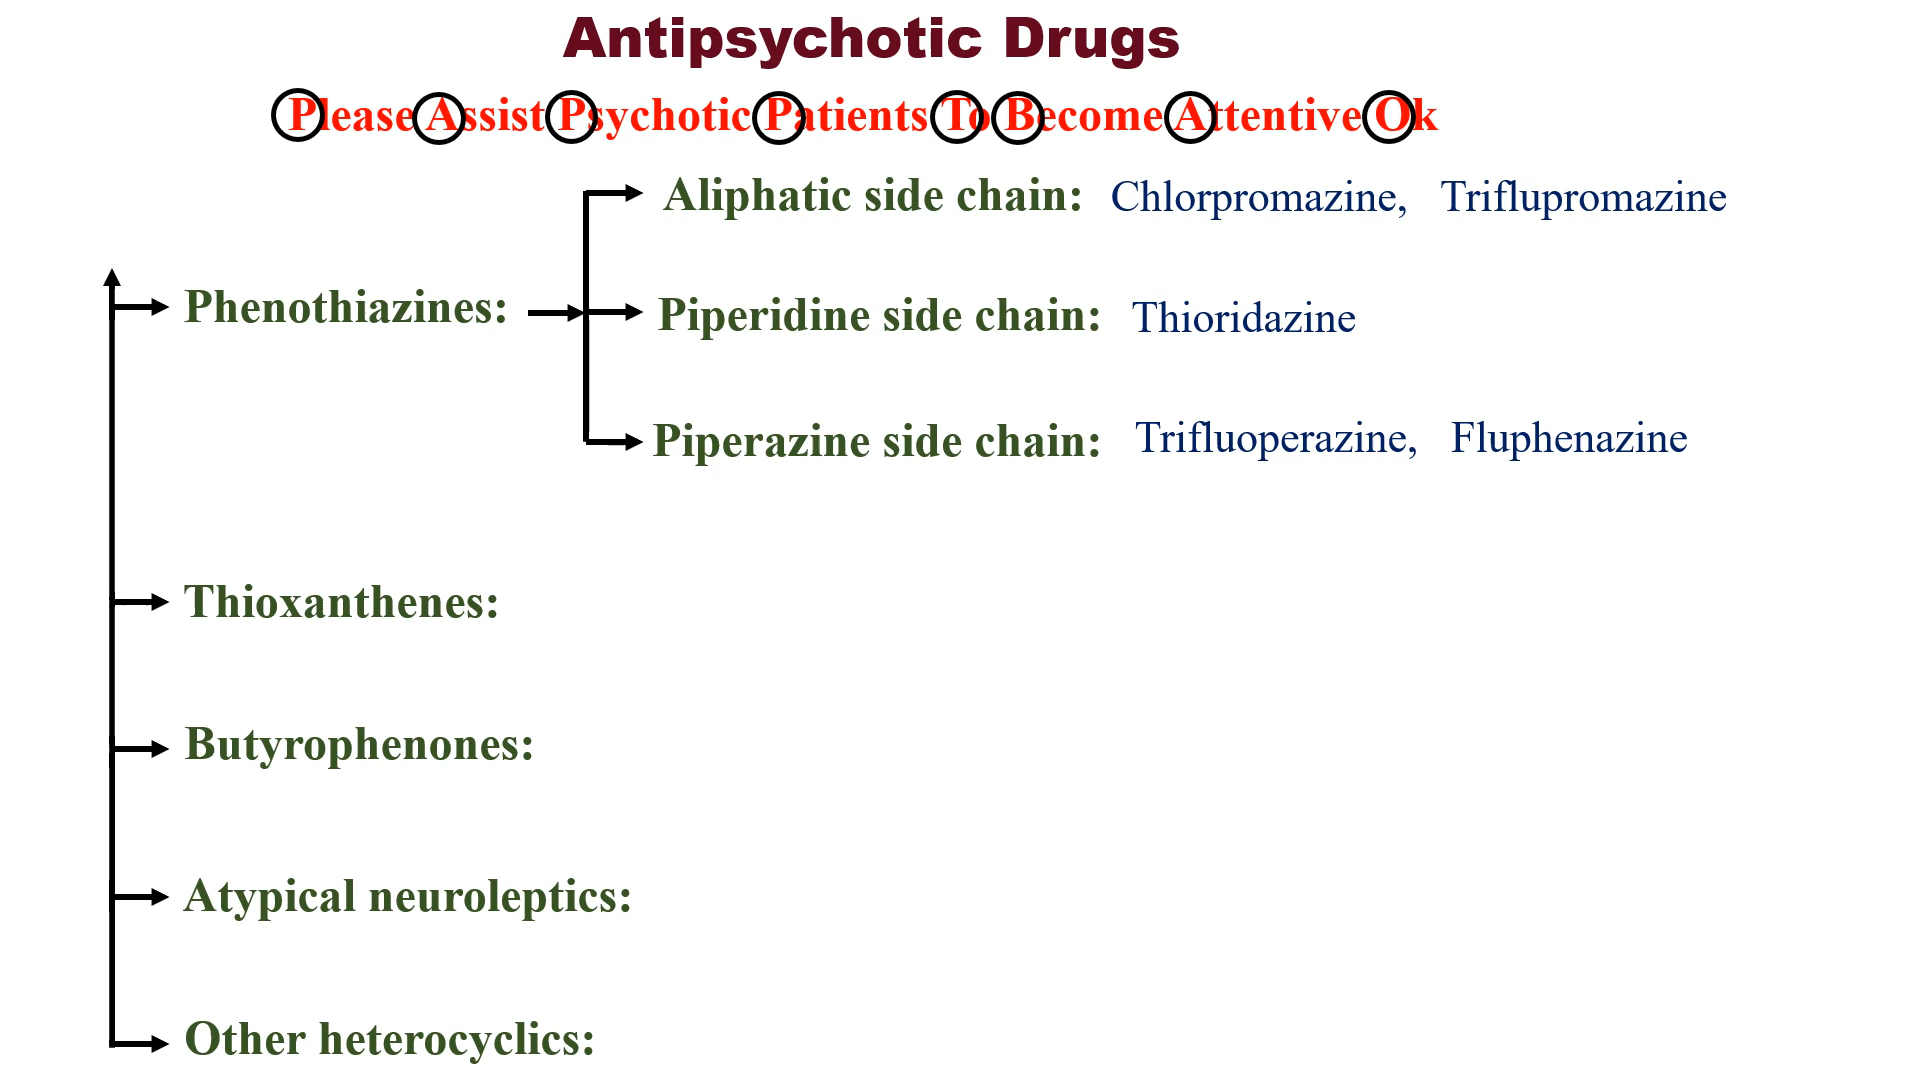 Antipsychotic Drugs
Please Assist Psychotic Patients To Become Attentive Ok
Aliphatic side chain: Chlorpromazine, Triflupromazine
Phenothiazines:
Piperidine side chain: Thioridazine
Piperazine side chain: Trifluoperazine, Fluphenazine
Thioxanthenes:
Butyrophenones:
Atypical neuroleptics:
Other heterocyclics: